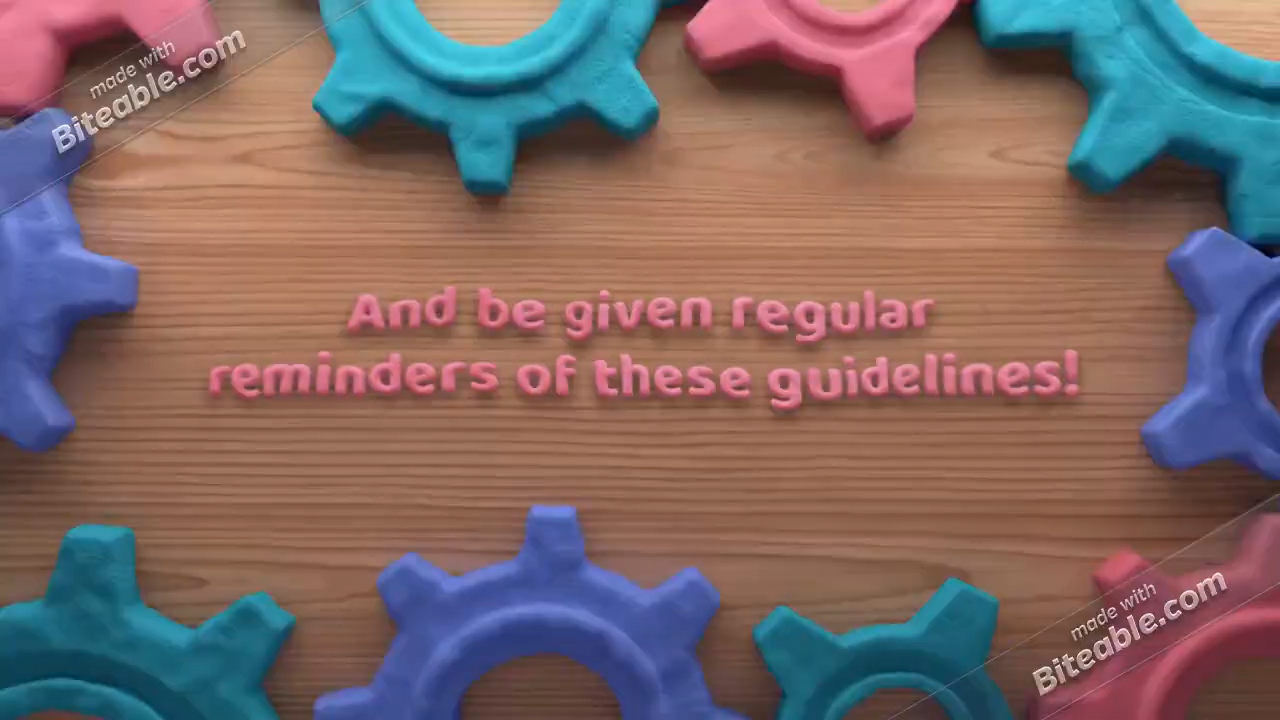 made with
Biteable.com
And be given regular
reminders of these guidelines!
made with
Biteable.com